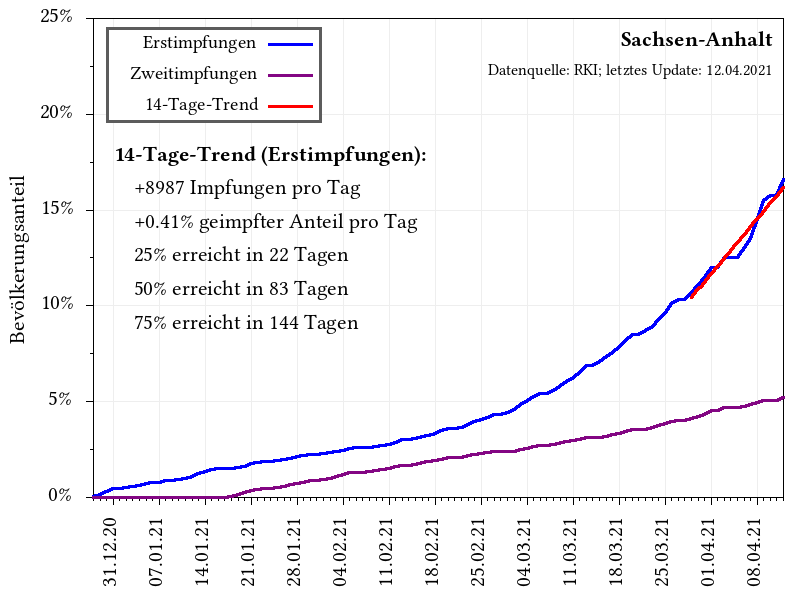 Sachsen-Anhalt
Datenquelle: RKI; letztes Update: 12.04.2021
Erstimpfungen
Zweitimpfungen
14-Tage-Trend
14-Tage-Trend (Erstimpfungen):
+8987 Impfungen pro Tag
+0.41% geimpfter Anteil pro Tag
25% erreicht in 22 Tagen
50% erreicht in 83 Tagen
75% erreicht in 144 Tagen
Bevölkerungsanteil
25%
20%
15%
10%
5%
0%
31.12.20
07.01.21
14.01.21
21.01.21
28.01.21
04.02.21
11.02.21
18.02.21
25.02.21
04.03.21
11.03.21
18.03.21
25.03.21
01.04.21
08.04.21